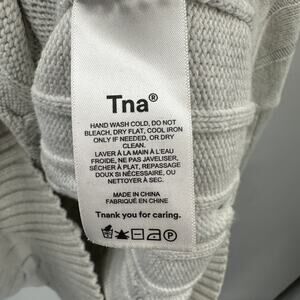 Tna®
HAND WASH COLD, DO NOT
BLEACH, DRY FLAT, COOL IRON
ONLY IF NEEDED, OR DRY
CLEAN.
LAVER À LA MAIN À L'EAU
FROIDE, NE PAS JAVELISER,
SÉCHER À PLAT, REPASSAGE
DOUX SI NÉCESSAIRE, OU
NETTOYER À SEC.
MADE IN CHINA
FABRIQUÉ EN CHINE
Thank you for caring.